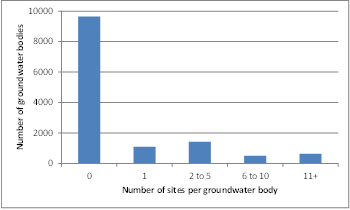 Number of groundwater bodies
10000
8000
6000
4000
2000
0
0 1 2 to 5 6 to 10 11+
Number of sites per groundwater body